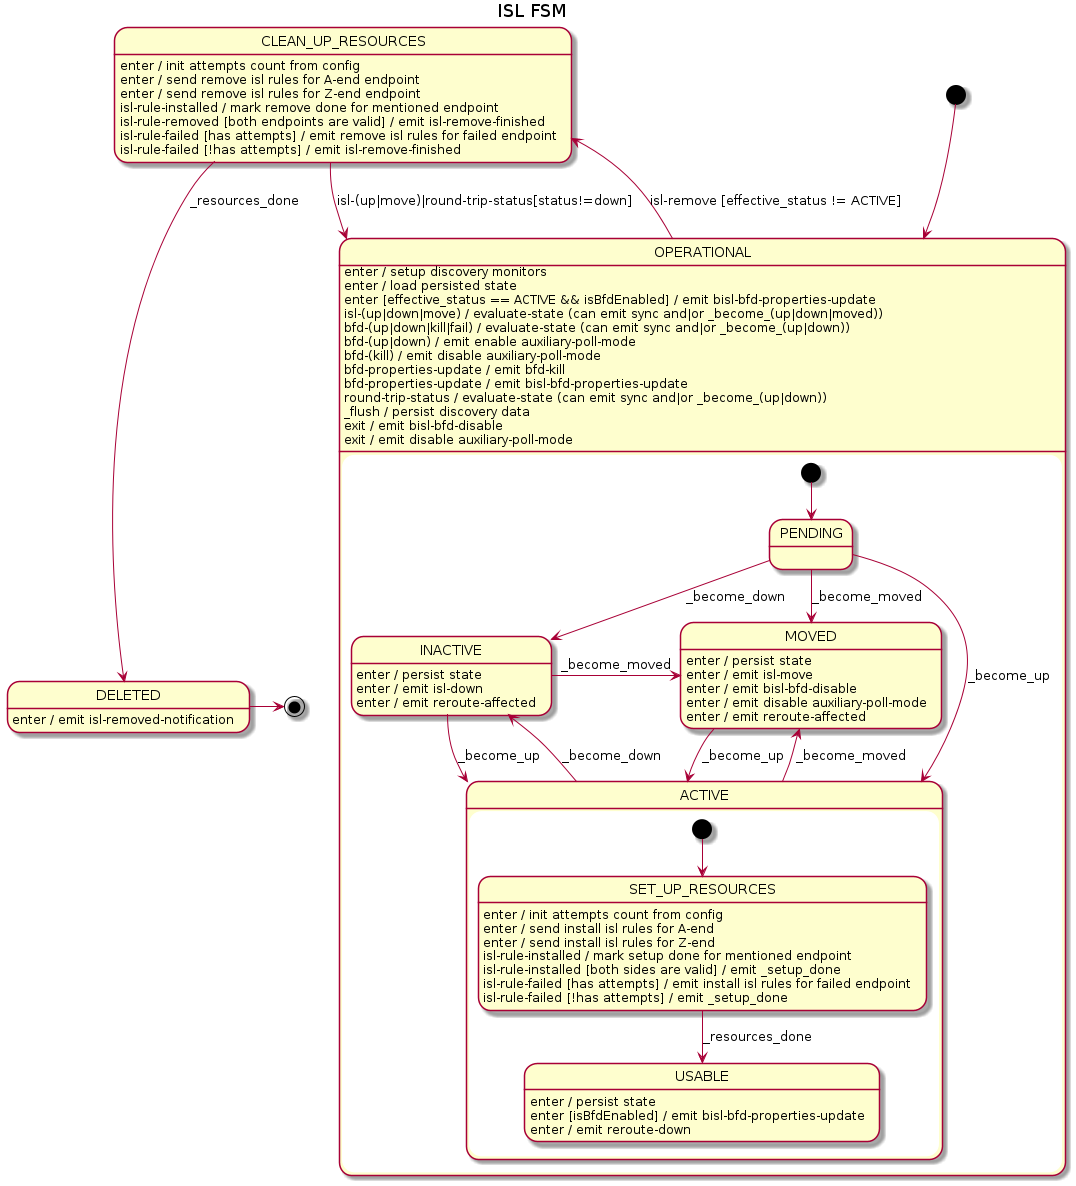 ISL FSM
CLEAN_UP_RESOURCES
enter / init attempts count from config
enter / send remove isl rules for A-end endpoint
enter / send remove isl rules for Z-end endpoint
isl-rule-installed / mark remove done for mentioned endpoint
isl-rule-removed [both endpoints are valid] / emit isl-remove-finished
isl-rule-failed [has attempts] / emit remove isl rules for failed endpoint
isl-rule-failed [!has attempts] / emit isl-remove-finished
_resources_done
isl-(up|move)|round-trip-status[status!=down]
isl-remove [effective_status != ACTIVE]
OPERATIONAL
enter / setup discovery monitors
enter / load persisted state
enter [effective_status == ACTIVE && isBfdEnabled] / emit bisl-bfd-properties-update
isl-(up|down|move) / evaluate-state (can emit sync and|or _become_(up|down|moved))
bfd-(up|down|kill|fail) / evaluate-state (can emit sync and|or _become_(up|down))
bfd-(up|down) / emit enable auxiliary-poll-mode
bfd-(kill) / emit disable auxiliary-poll-mode
bfd-properties-update / emit bfd-kill
bfd-properties-update / emit bisl-bfd-properties-update
round-trip-status / evaluate-state (can emit sync and|or _become_(up|down))
_flush / persist discovery data
exit / emit bisl-bfd-disable
exit / emit disable auxiliary-poll-mode
PENDING
_become_down
_become_moved
_become_up
INACTIVE
enter / persist state
enter / emit isl-down
enter / emit reroute-affected
_become_moved
MOVED
enter / persist state
enter / emit isl-move
enter / emit bisl-bfd-disable
enter / emit disable auxiliary-poll-mode
enter / emit reroute-affected
DELETED
enter / emit isl-removed-notification
_become_up
_become_down
_become_up
_become_moved
ACTIVE
SET_UP_RESOURCES
enter / init attempts count from config
enter / send install isl rules for A-end
enter / send install isl rules for Z-end
isl-rule-installed / mark setup done for mentioned endpoint
isl-rule-installed [both sides are valid] / emit _setup_done
isl-rule-failed [has attempts] / emit install isl rules for failed endpoint
isl-rule-failed [!has attempts] / emit _setup_done
_resources_done
USABLE
enter / persist state
enter [isBfdEnabled] / emit bisl-bfd-properties-update
enter / emit reroute-down